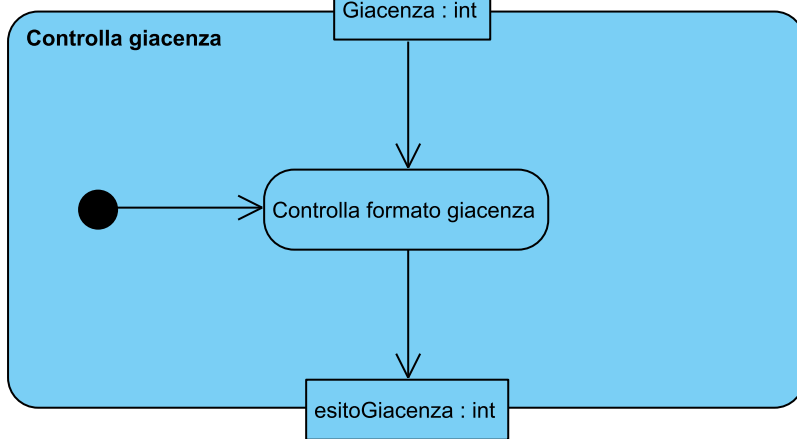 Giacenza : int
Controlla giacenza
Controlla formato giacenza
esitoGiacenza : int